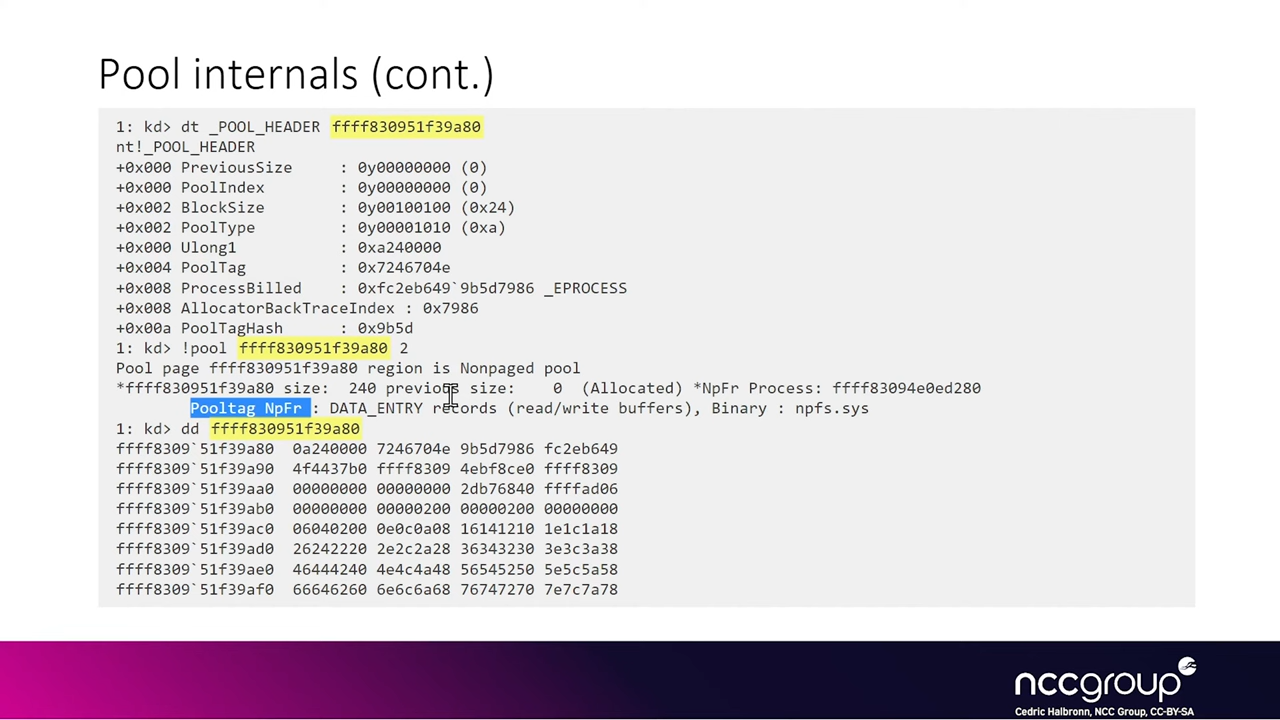 Pool internals (cont.)
1: kd> dt _POOL_HEADER ffff830951f39a80
nt!_POOL_HEADER
+0x000 PreviousSize : 0y00000000 (0)
+0x000 PoolIndex : 0y00000000 (0)
+0x002 BlockSize : 0y00100100 (0x24)
+0x002 PoolType : 0y00001010 (0xa)
+0x000 Ulong1 : 0xa240000
+0x004 PoolTag : 0x7246704e
+0x008 ProcessBilled : 0xfc2eb649`9b5d7986 _EPROCESS
+0x008 AllocatorBackTraceIndex : 0x7986
+0x00a PoolTagHash : 0x9b5d
1: kd> !pool ffff830951f39a80 2
Pool page ffff830951f39a80 region is Nonpaged pool
*ffff830951f39a80 size: 240 previous size: 0 (Allocated) *NpFr Process: ffff83094e0ed280
Pooltag NpFr : DATA_ENTRY records (read/write buffers), Binary : npfs.sys
1: kd> dd ffff830951f39a80
ffff8309`51f39a80 0a240000 7246704e 9b5d7986 fc2eb649
ffff8309`51f39a90 4f4437b0 ffff8309 4ebf8ce0 ffff8309
ffff8309`51f39aa0 00000000 00000000 2db76840 ffffad06
ffff8309`51f39ab0 00000000 00000200 00000200 00000000
ffff8309`51f39ac0 06040200 0e0c0a08 16141210 1e1c1a18
ffff8309`51f39ad0 26242220 2e2c2a28 36343230 3e3c3a38
ffff8309`51f39ae0 46444240 4e4c4a48 56545250 5e5c5a58
ffff8309`51f39af0 66646260 6e6c6a68 76747270 7e7c7a78
nccgroup
Cedric Halbronn, NCC Group, CC-BY-SA